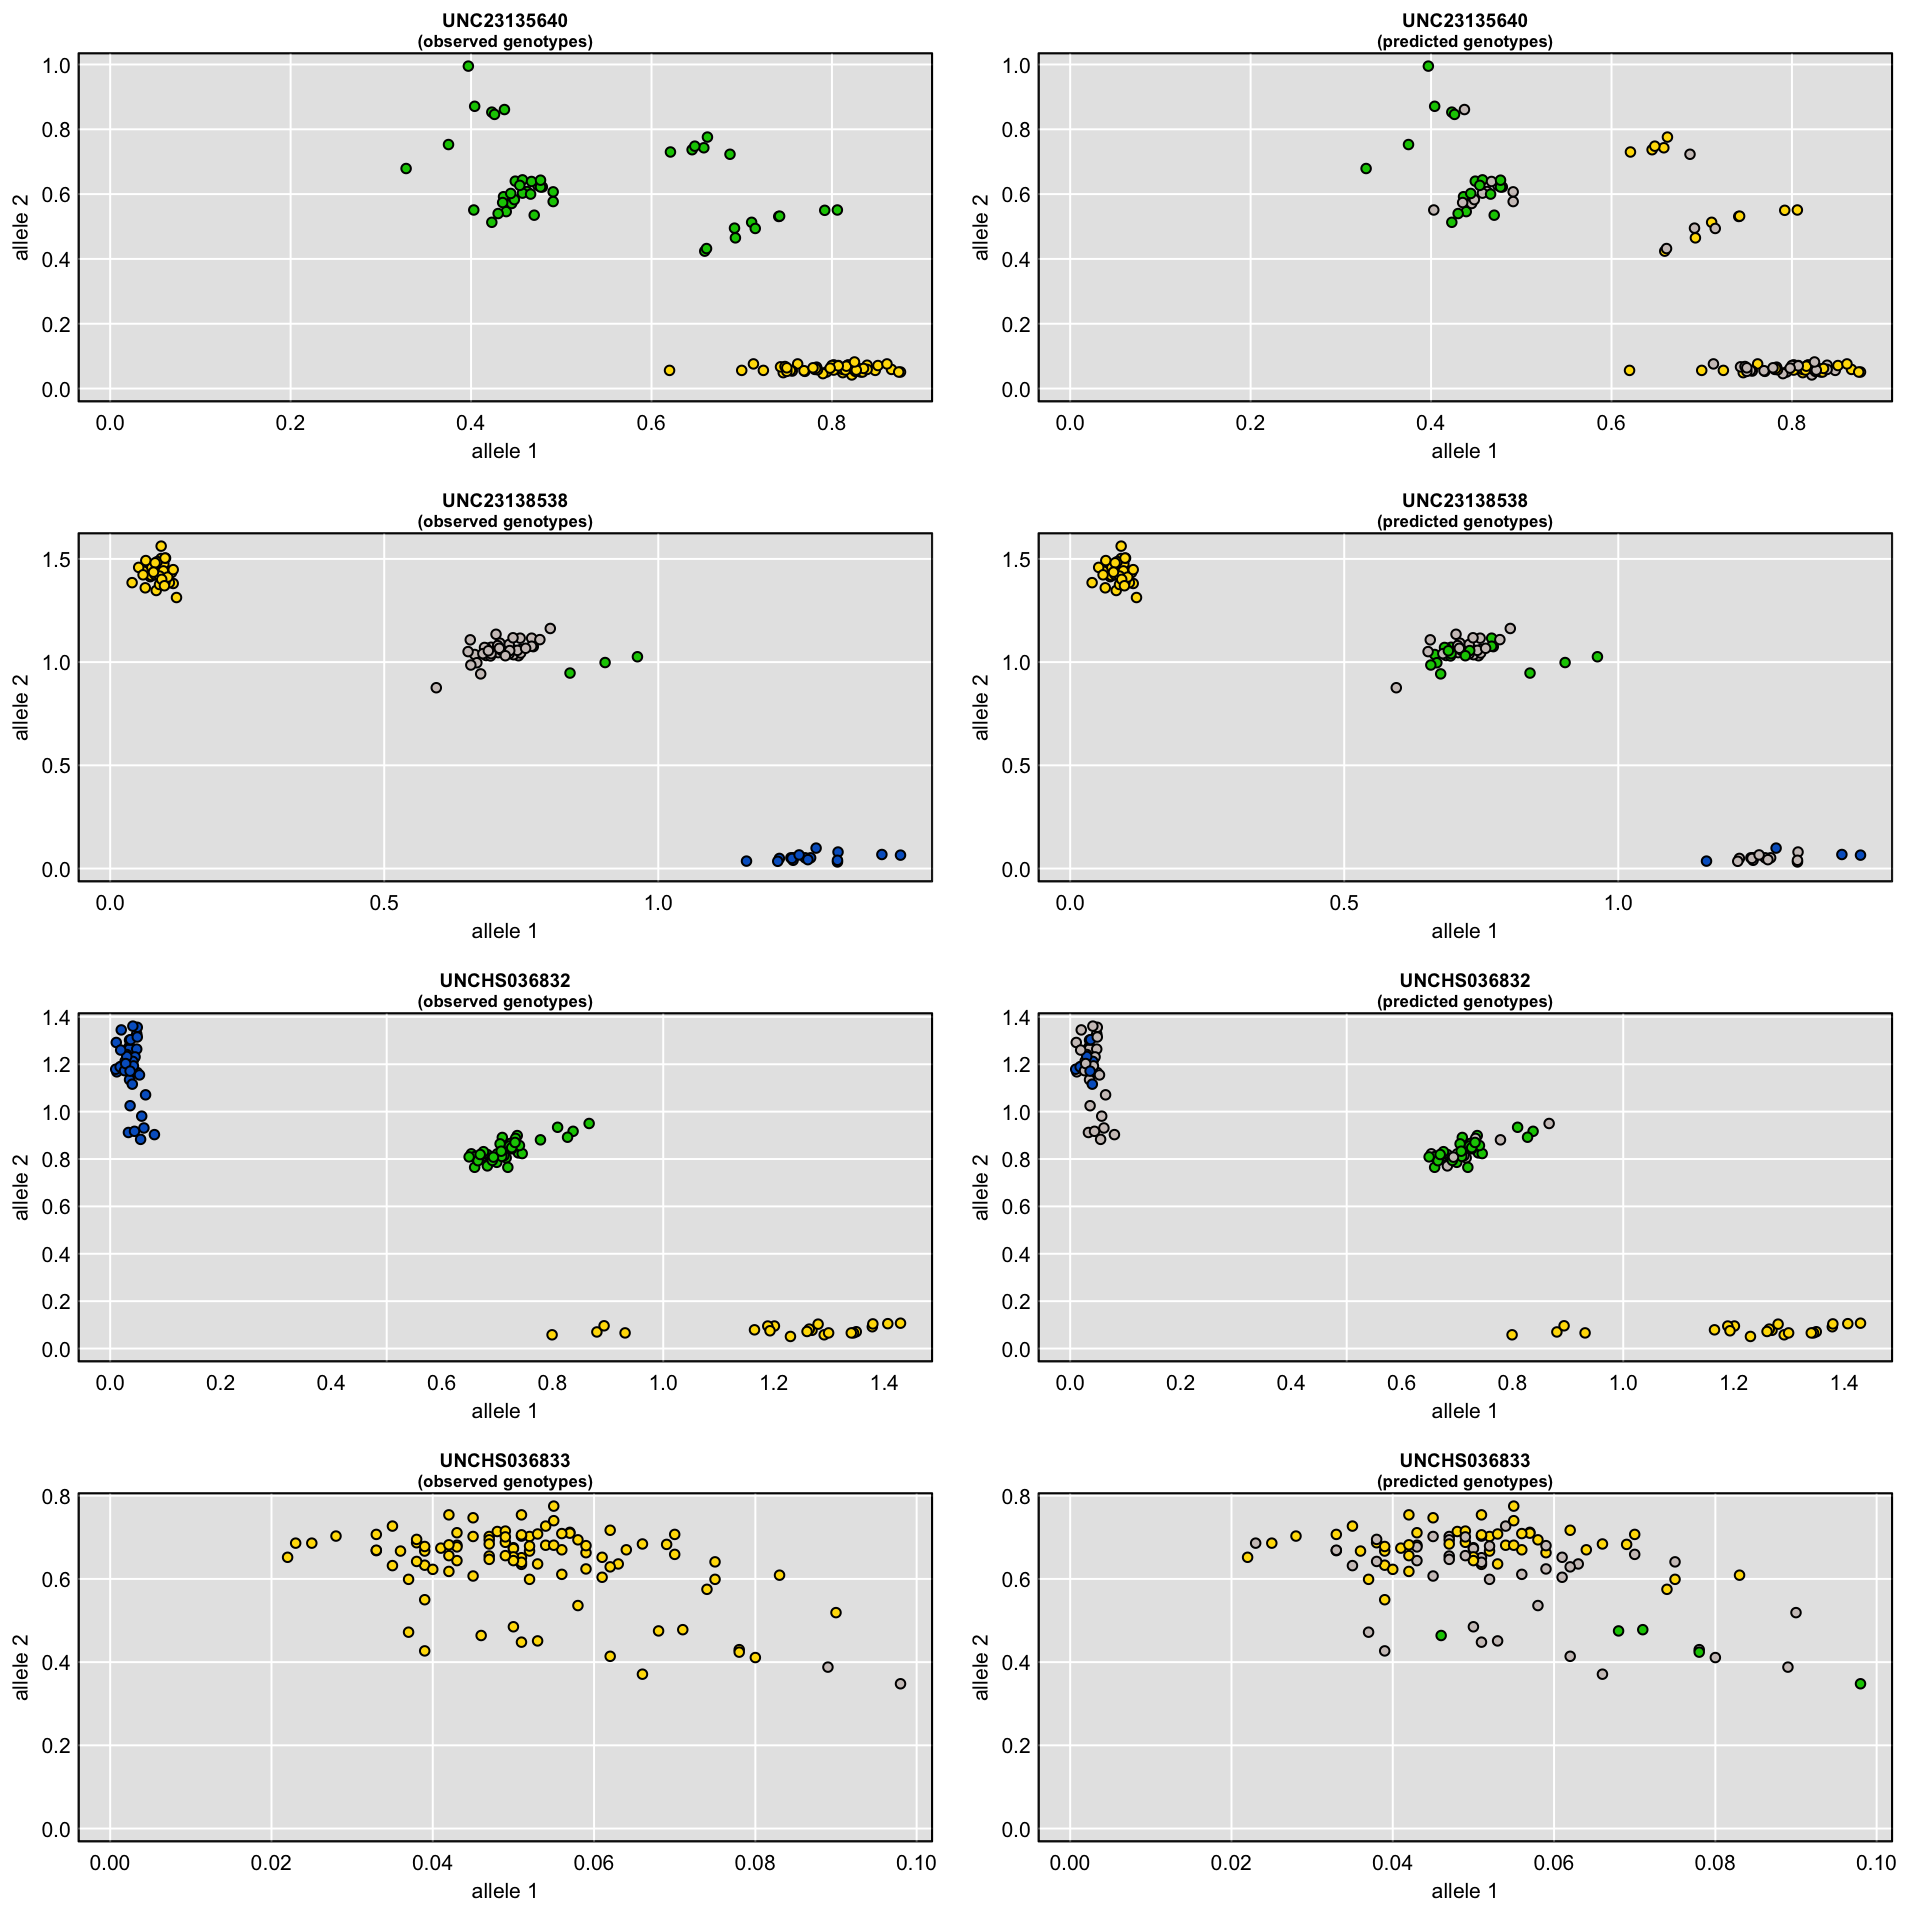 UNC23135640
(observed genotypes)
1.0
0.8
0.6
0.4
0.2
0.0
allele 2
0.0 0.2 0.4 0.6 0.8
allele 1
UNC23135640
(predicted genotypes)
1.0
0.8
0.6
0.4
0.2
0.0
allele 2
0.0 0.2 0.4 0.6 0.8
allele 1
UNC23138538
(observed genotypes)
1.5
1.0
0.5
0.0
allele 2
0.0 0.5 1.0
allele 1
UNC23138538
(predicted genotypes)
1.5
1.0
0.5
0.0
allele 2
0.0 0.5 1.0
allele 1
UNCHS036832
(observed genotypes)
1.4
1.2
1.0
0.8
0.6
0.4
0.2
0.0
allele 2
0.0 0.2 0.4 0.6 0.8 1.0 1.2 1.4
allele 1
UNCHS036832
(predicted genotypes)
1.4
1.2
1.0
0.8
0.6
0.4
0.2
0.0
allele 2
0.0 0.2 0.4 0.6 0.8 1.0 1.2 1.4
allele 1
UNCHS036833
(observed genotypes)
0.8
0.6
0.4
0.2
0.0
allele 2
0.00 0.02 0.04 0.06 0.08 0.10
allele 1
UNCHS036833
(predicted genotypes)
0.8
0.6
0.4
0.2
0.0
allele 2
0.00 0.02 0.04 0.06 0.08 0.10
allele 1